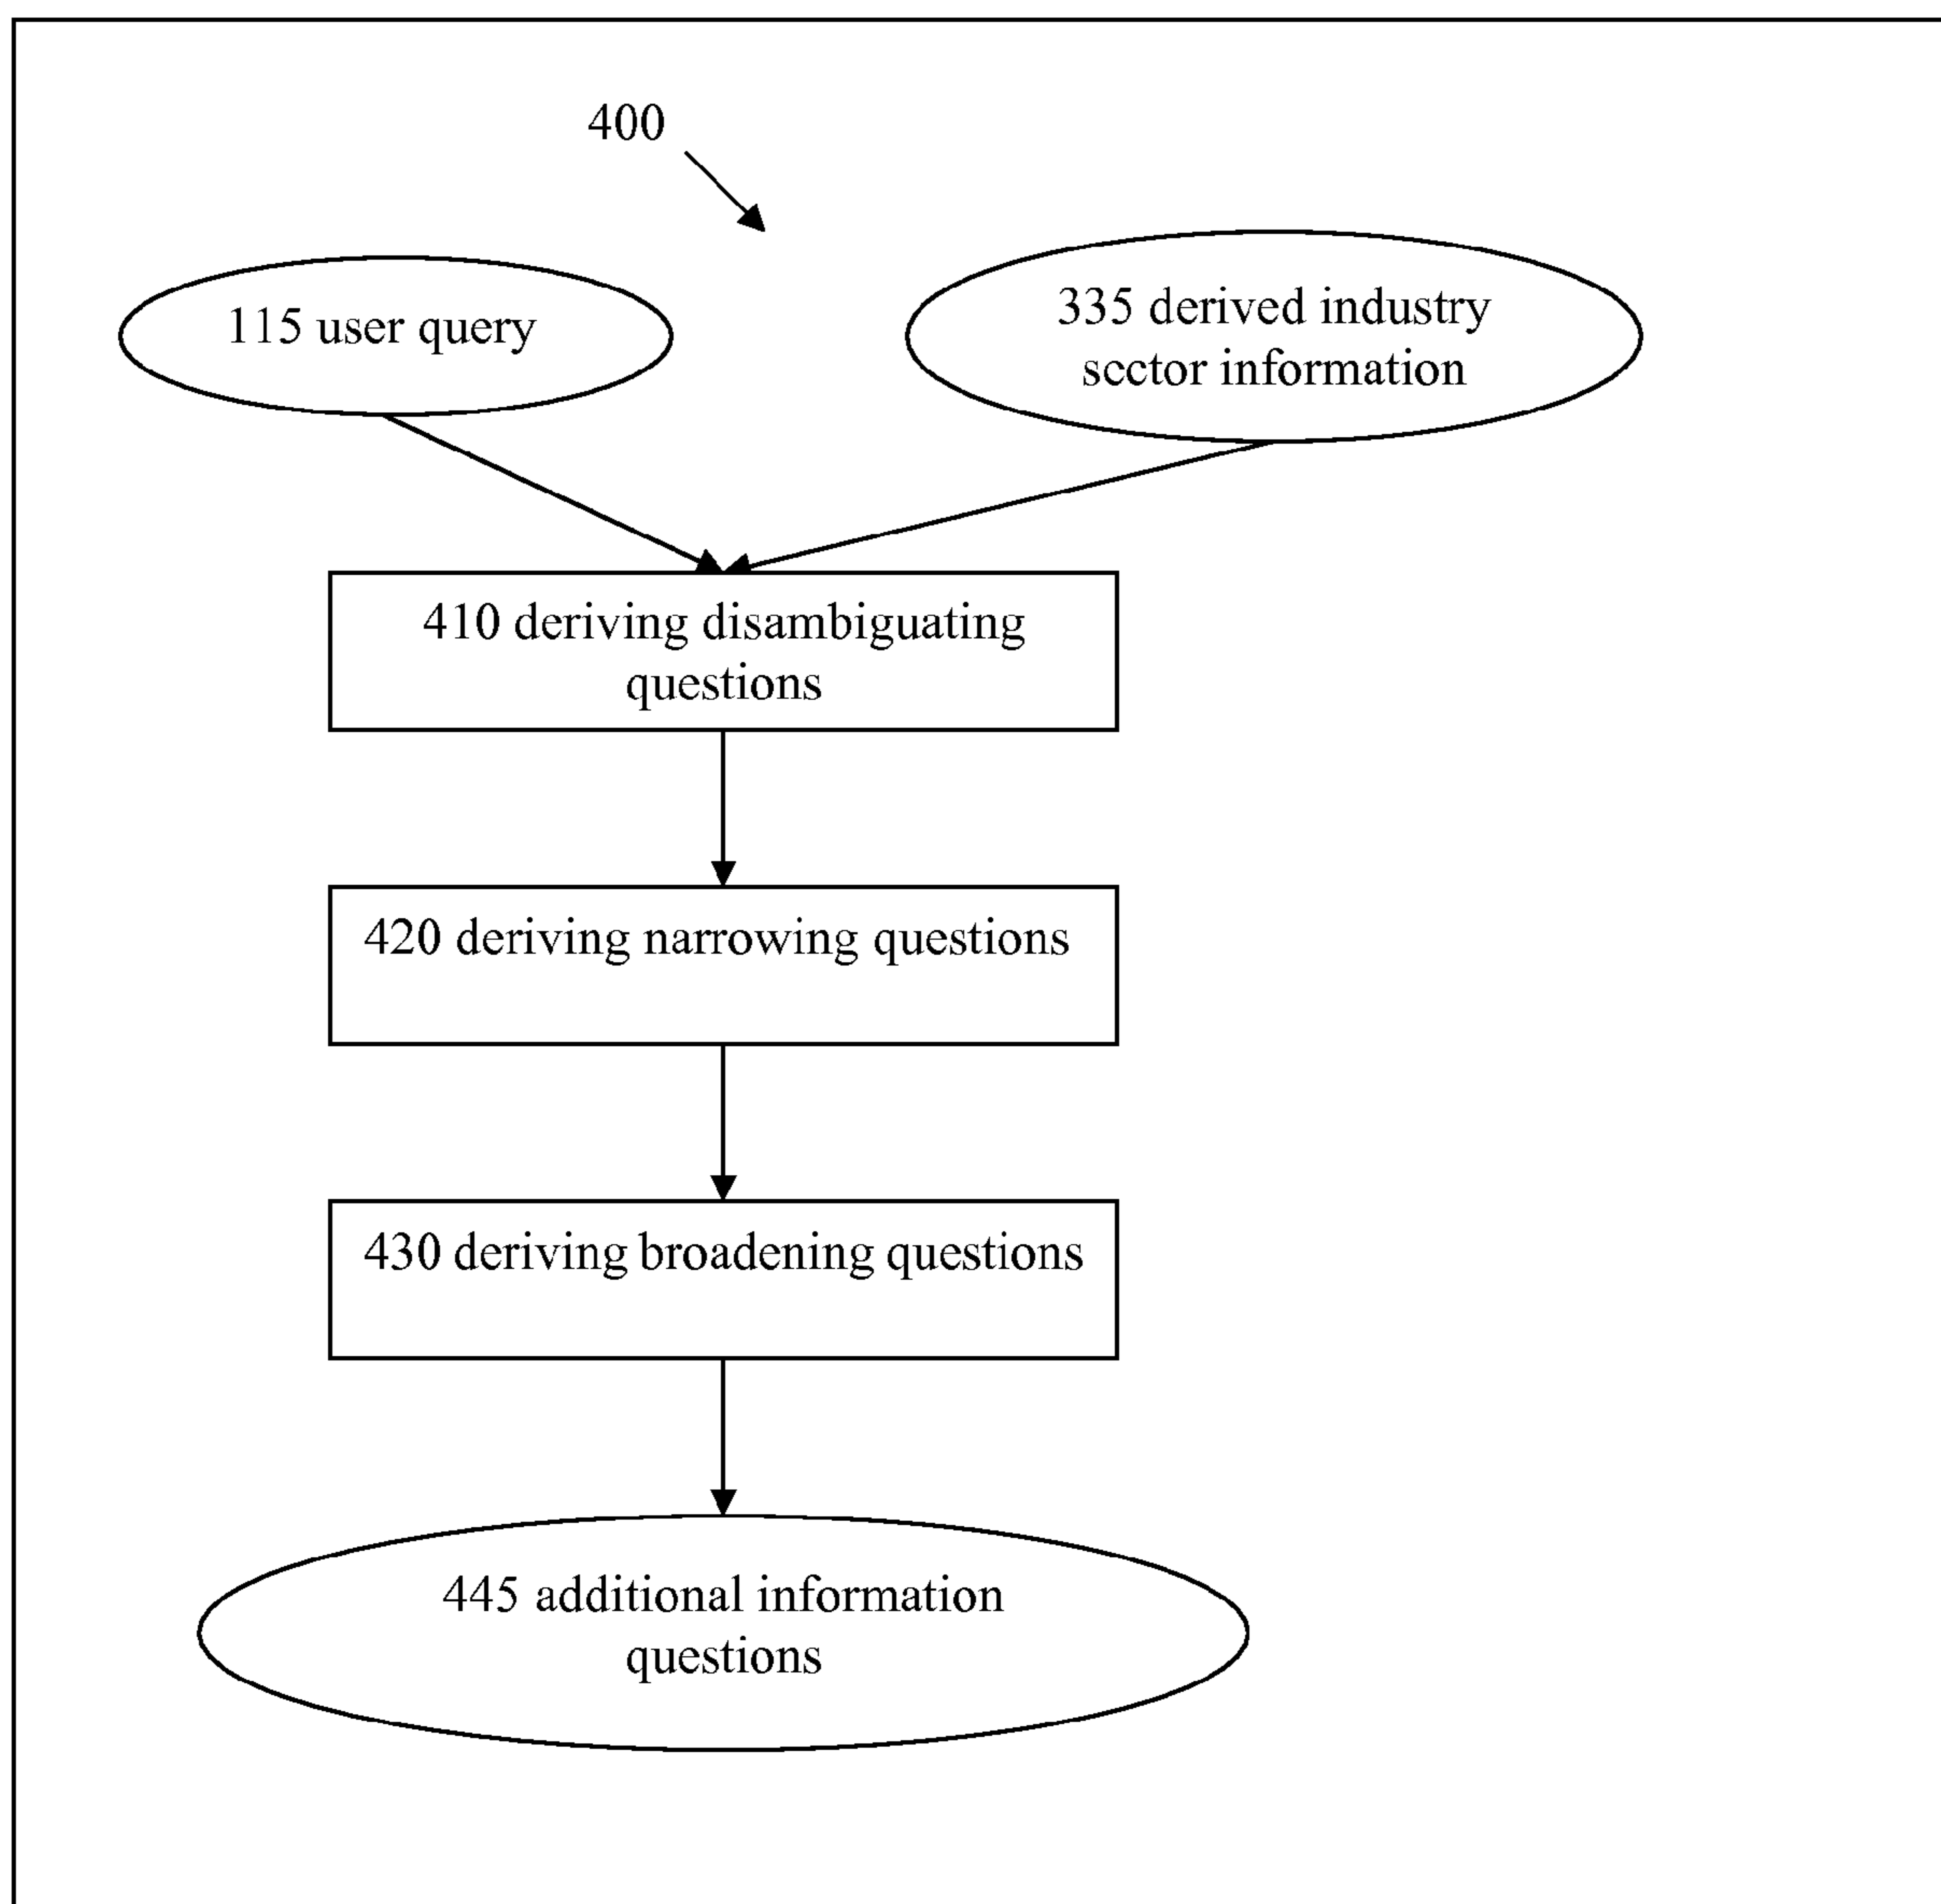 400
115 user query
335 derived industry
scctor information
410 deriving disambiguating
questions
420 deriving narrowing questions
430 deriving broadening questions
445 additional information
questions